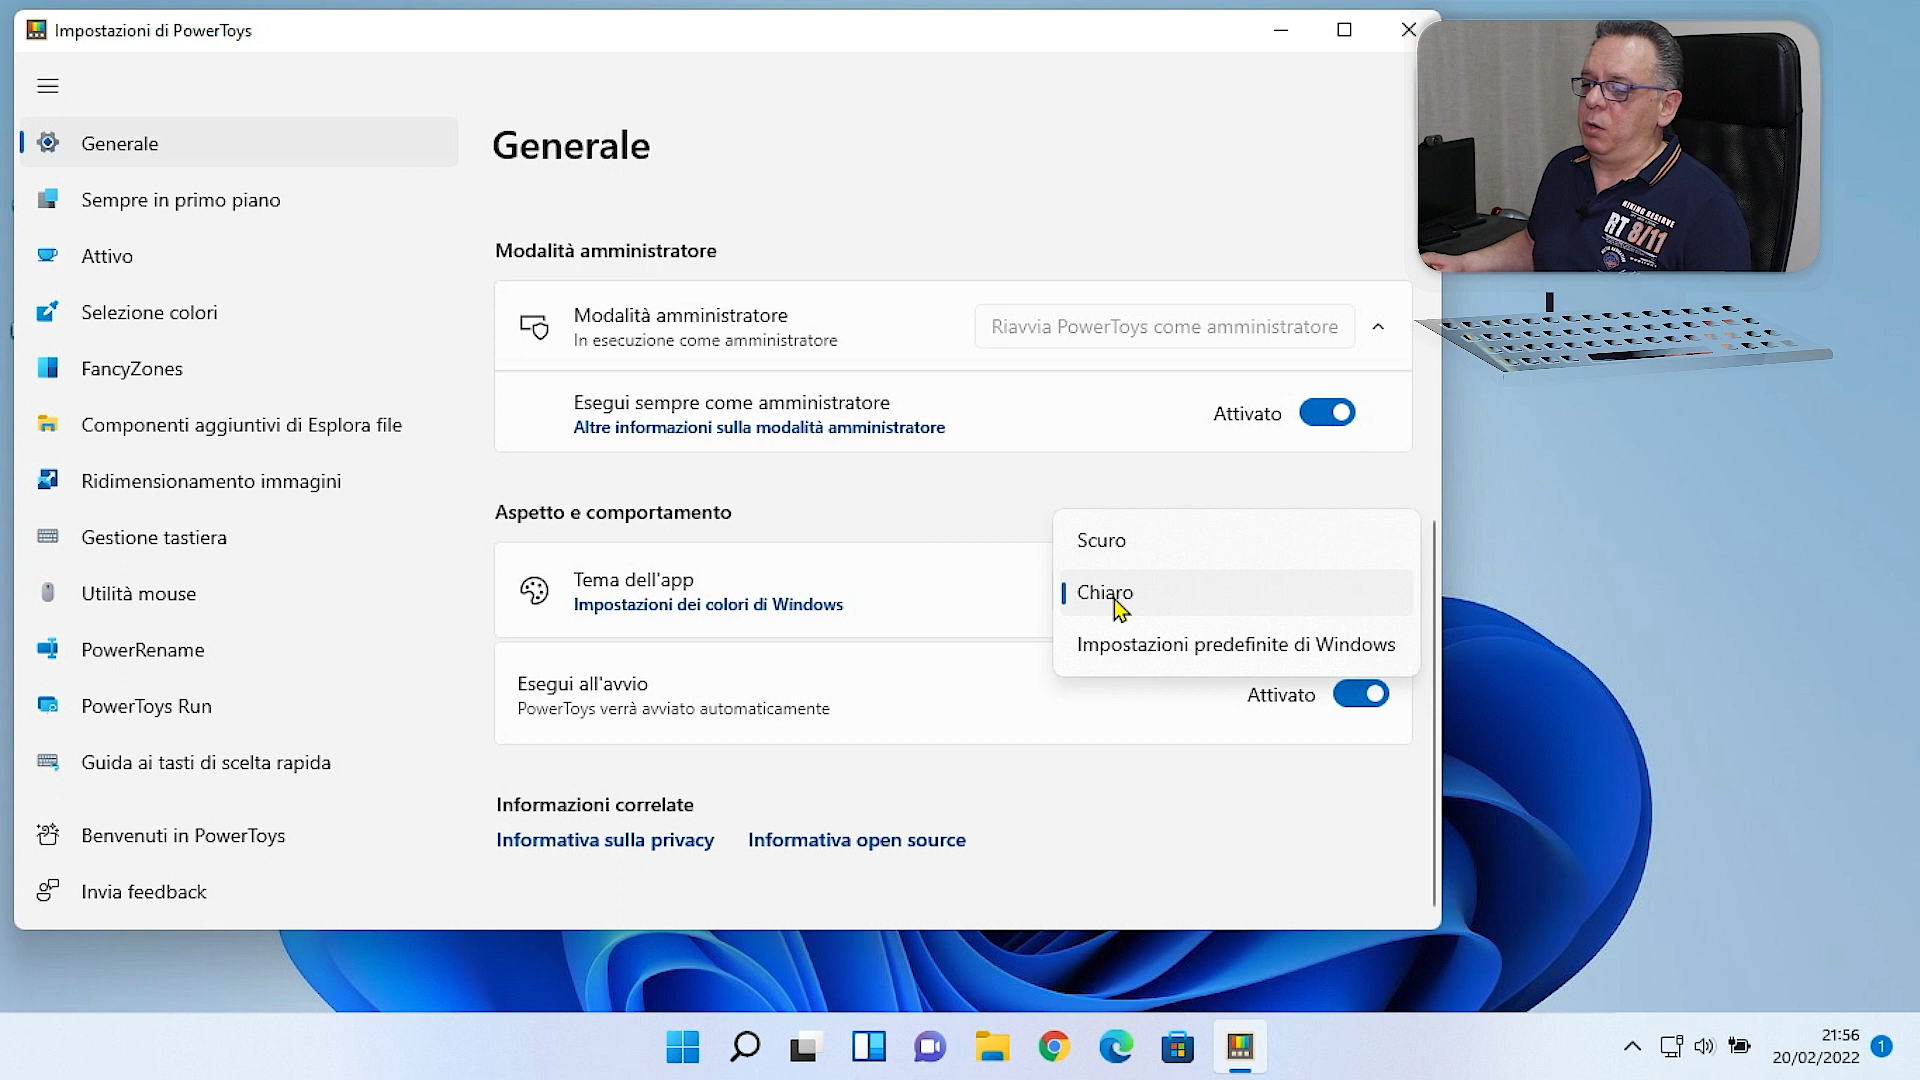 Impostazioni di PowerToys
Generale
Sempre in primo piano
Attivo
Selezione colori
FancyZones
Componenti aggiuntivi di Esplora file
Ridimensionamento immagini
Gestione tastiera
Utilità mouse
PowerRename
PowerToys Run
Guida ai tasti di scelta rapida
Benvenuti in PowerToys
Invia feedback
Generale
Modalità amministratore
Modalità amministratore
In esecuzione come amministratore
Riavvia PowerToys come amministratore
Esegui sempre come amministratore
Altre informazioni sulla modalità amministratore
Attivato
Aspetto e comportamento
Tema dell'app
Impostazioni dei colori di Windows
Scuro
Chiaro
Impostazioni predefinite di Windows
Esegui all'avvio
PowerToys verrà avviato automaticamente
Attivato
Informazioni correlate
Informativa sulla privacy
Informativa open source
RT 8/11
21:56
20/02/2022
1